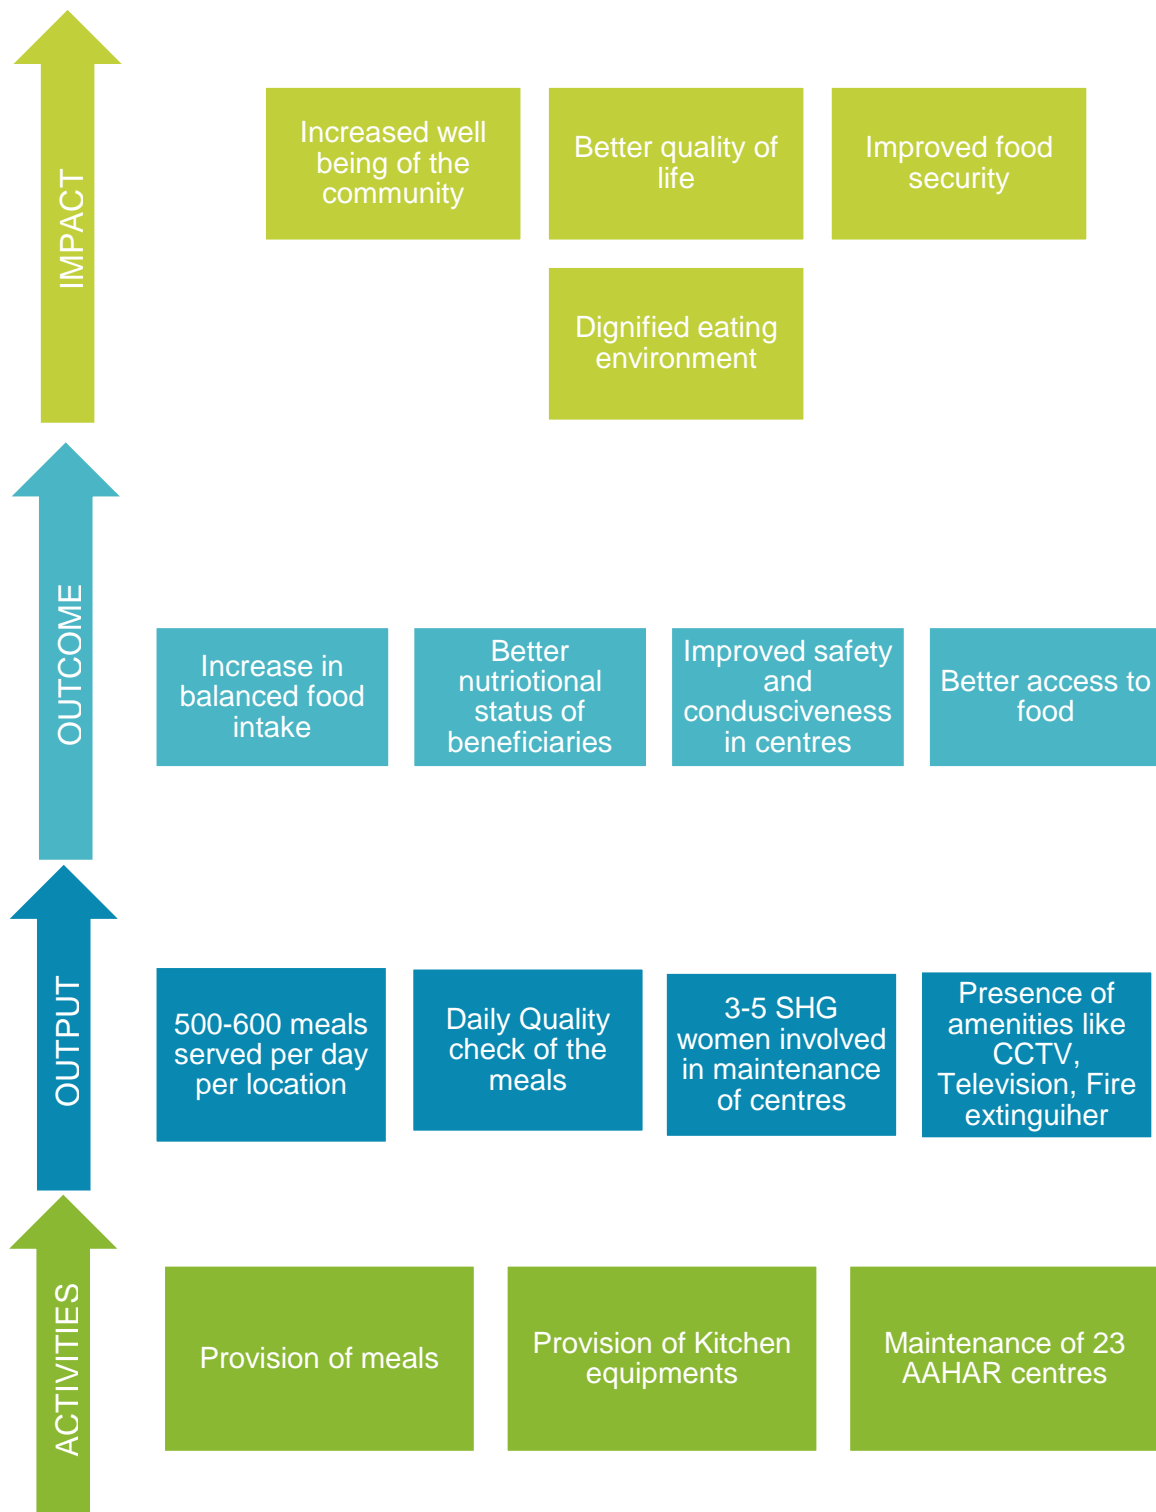 IMPACT
Increased well
being of the
community
Better quality of
life
Improved food
security
Dignified eating
environment
OUTCOME
Increase in
balanced food
intake
Better
nutriotional
status of
beneficiaries
Improved safety
and
condusciveness
in centres
Better access to
food
OUTPUT
500-600 meals
served per day
per location
Daily Quality
check of the
meals
3-5 SHG
women involved
in maintenance
of centres
Presence of
amenities like
CCTV,
Television, Fire
extinguiher
ACTIVITIES
Provision of meals
Provision of Kitchen
equipments
Maintenance of 23
AAHAR centres